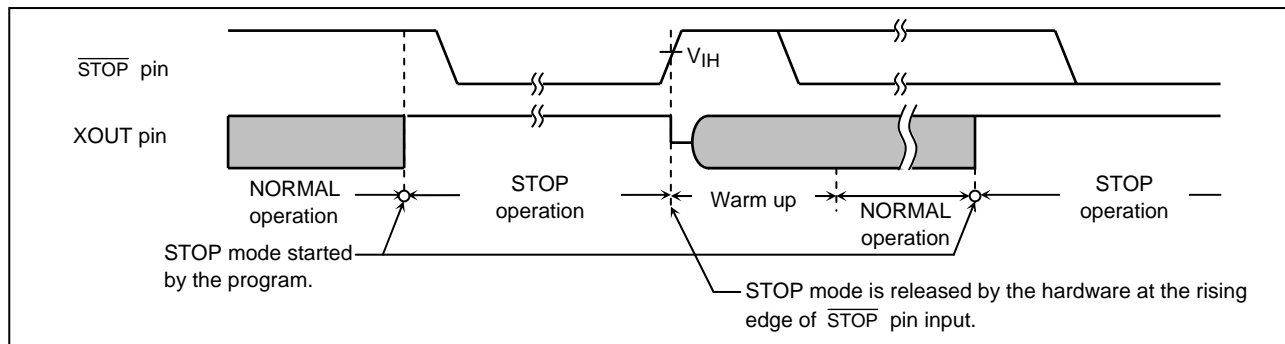 STOP pin
VIH
XOUT pin
NORMAL operation
STOP operation
Warm up
NORMAL operation
STOP operation
STOP mode started
by the program.
STOP mode is released by the hardware at the rising
edge of STOP pin input.